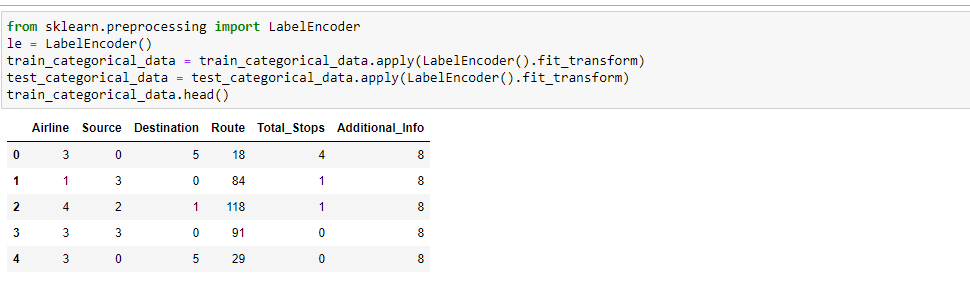 from sklearn.preprocessing import LabelEncoder
le = LabelEncoder()
train_categorical_data = train_categorical_data.apply(LabelEncoder().fit_transform)
test_categorical_data = test_categorical_data.apply(LabelEncoder().fit_transform)
train_categorical_data.head()
Airline Source Destination Route Total_Stops Additional_Info
0 3 0 5 18 4 8
1 1 3 0 84 1 8
2 4 2 1 118 1 8
3 3 3 0 91 0 8
4 3 0 5 29 0 8